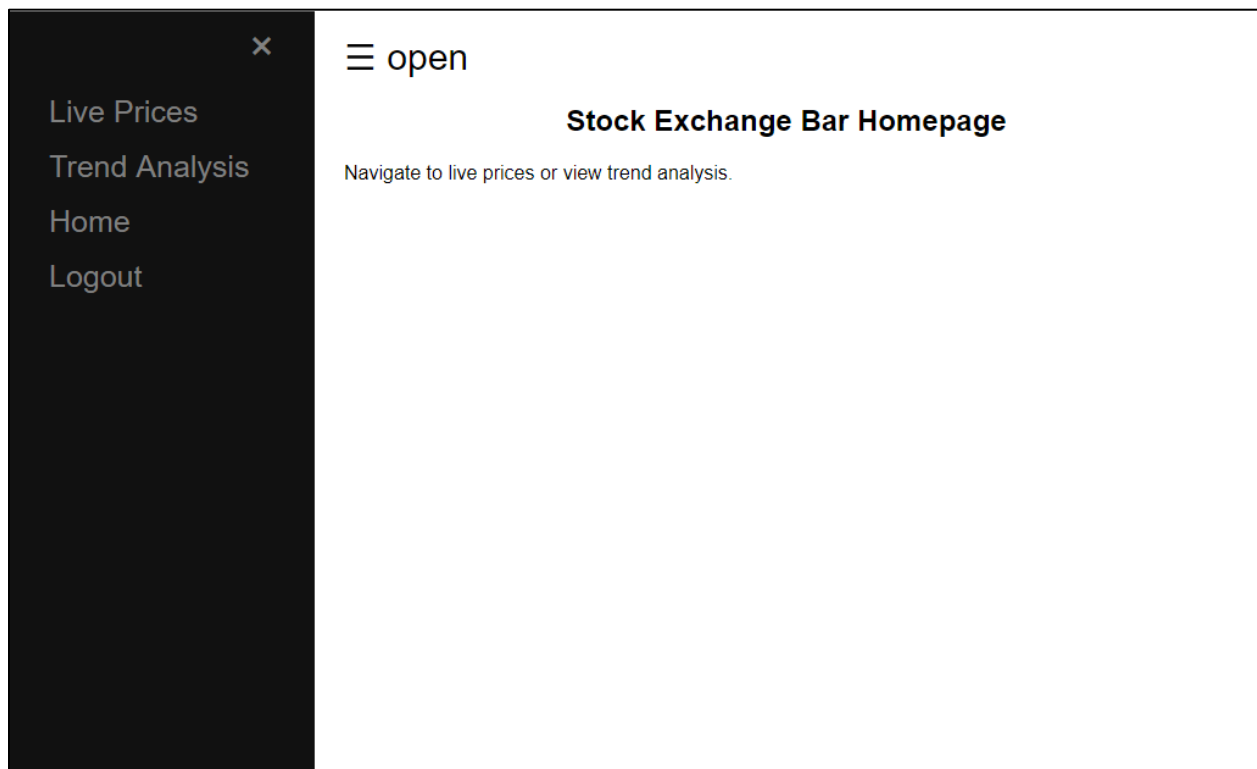 ×
Live Prices
Trend Analysis
Home
Logout
☰ open
Stock Exchange Bar Homepage
Navigate to live prices or view trend analysis.